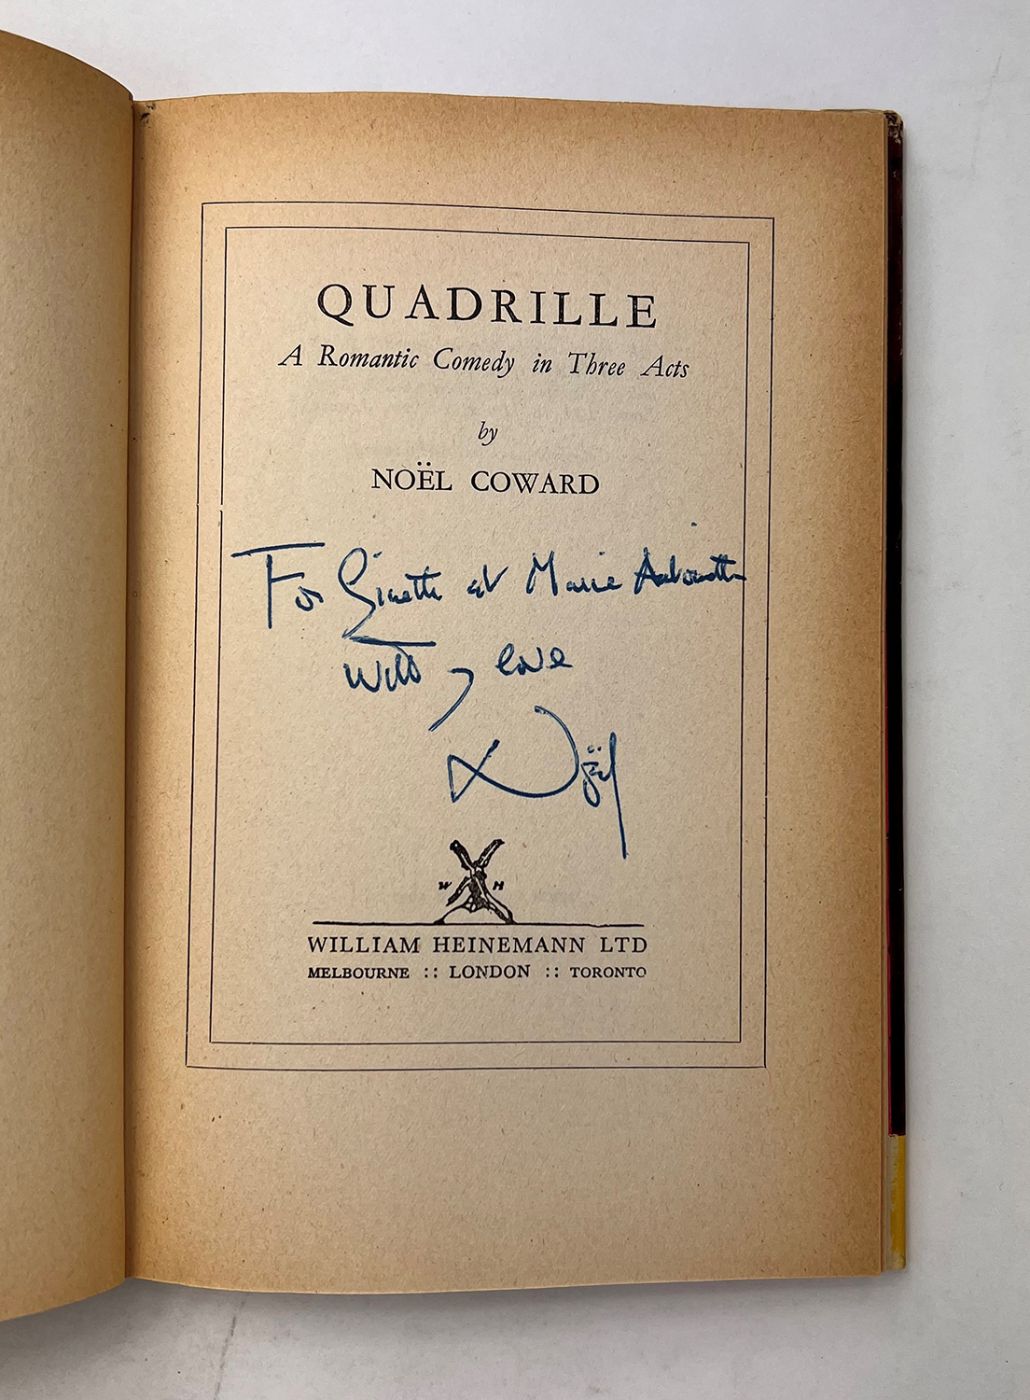 QUADRILLE
A Romantic Comedy in Three Acts
by
NOËL COWARD
For Ginette et Marie Antoinette
With love
Noël
W H
WILLIAM HEINEMANN LTD
MELBOURNE :: LONDON :: TORONTO